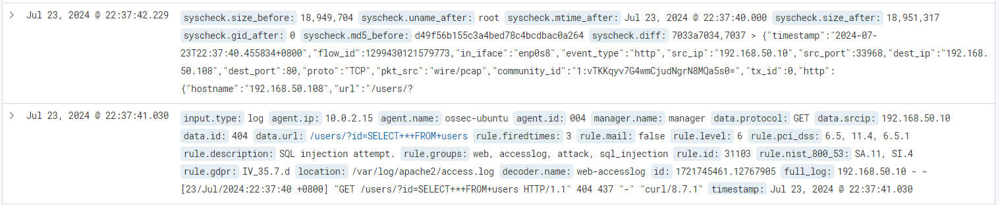 Jul 23, 2024 @ 22:37:42.229
syscheck.size_before: 18,949,704 syscheck.uname_after: root syscheck.mtime_after: Jul 23, 2024 @ 22:37:40.000 syscheck.size_after: 18,951,317
syscheck.gid_after: 0 syscheck.md5_before: d49f56b155c3a4bed78c4bcdbac0a264 syscheck.diff: 7033a7034,7037 > {"timestamp":"2024-07-
23T22:37:40.455834+0800","flow_id":1299430121579773,"in_iface":"enp0s8","event_type":"http","src_ip":"192.168.50.10","src_port":33968,"dest_ip":"192.168.
50.108","dest_port":80,"proto":"TCP","pkt_src":"wire/pcap","community_id":"1:vTKKqyv7G4wmCjudNgrN8MQa5s0=","tx_id":0,"http":
{"hostname":"192.168.50.108","url":"/users/?
Jul 23, 2024 @ 22:37:41.030
input.type: log agent.ip: 10.0.2.15 agent.name: ossec-ubuntu agent.id: 004 manager.name: manager data.protocol: GET data.srcip: 192.168.50.10
data.id: 404 data.url: /users/?id=SELECT+*+FROM+users rule.firedtimes: 3 rule.mail: false rule.level: 6 rule.pci_dss: 6.5, 11.4, 6.5.1
rule.description: SQL injection attempt. rule.groups: web, accesslog, attack, sql_injection rule.id: 31103 rule.nist_800_53: SA.11, SI.4
rule.gdpr: IV_35.7.d location: /var/log/apache2/access.log decoder.name: web-accesslog id: 1721745461.12767905 full_log: 192.168.50.10 - -
[23/Jul/2024:22:37:40 +0800] "GET /users/?id=SELECT+*+FROM+users HTTP/1.1" 404 437 "-" "curl/8.7.1" timestamp: Jul 23, 2024 @ 22:37:41.030